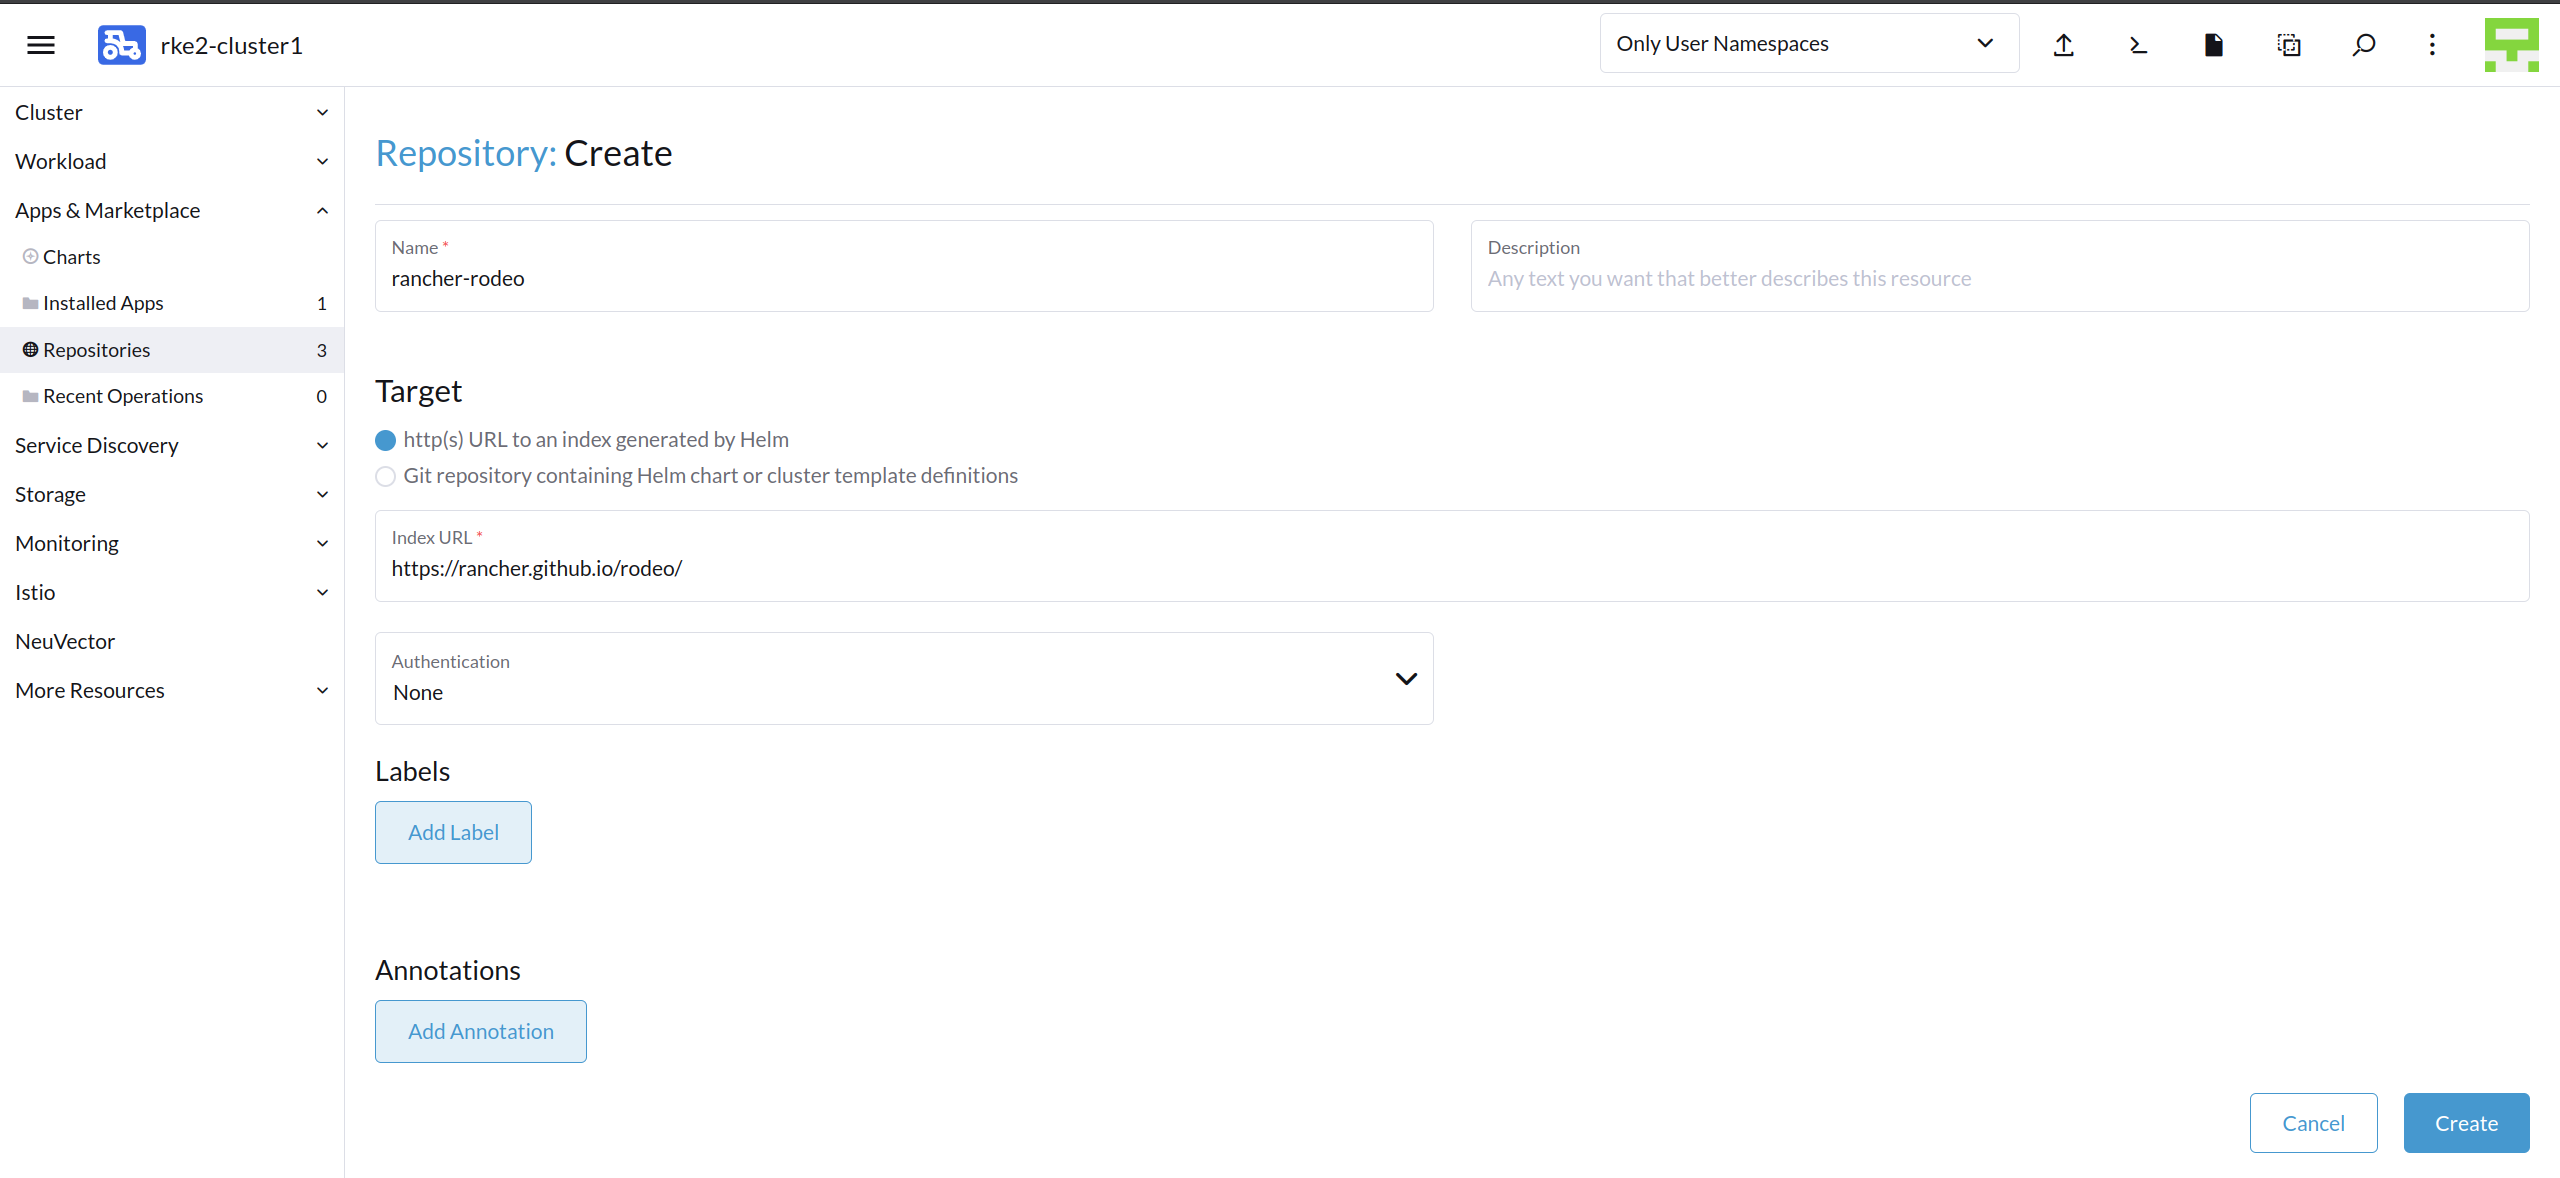 rke2-cluster1
Only User Namespaces
Cluster
Workload
Apps & Marketplace
Charts
Installed Apps 1
Repositories 3
Recent Operations 0
Service Discovery
Storage
Monitoring
Istio
NeuVector
More Resources
Repository: Create
Name *
rancher-rodeo
Description
Any text you want that better describes this resource
Target
http(s) URL to an index generated by Helm
Git repository containing Helm chart or cluster template definitions
Index URL *
https://rancher.github.io/rodeo/
Authentication
None
Labels
Add Label
Annotations
Add Annotation
Cancel
Create